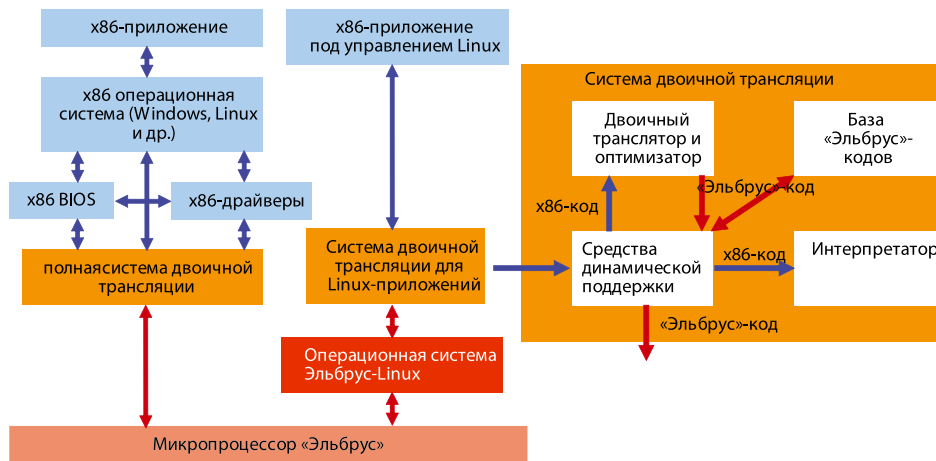 x86-приложение
x86 операционная
система (Windows, Linux
и др.)
x86 BIOS
x86-драйверы
полнаясистема двоичной
трансляции
x86-приложение
под управлением Linux
Система двоичной
трансляции для
Linux-приложений
Операционная система
Эльбрус-Linux
Микропроцессор «Эльбрус»
Система двоичной трансляции
Двоичный
транслятор и
оптимизатор
База
«Эльбрус»-
кодов
«Эльбрус»-код
x86-код
Средства
динамической
поддержки
x86-код
Интерпретатор
«Эльбрус»-код